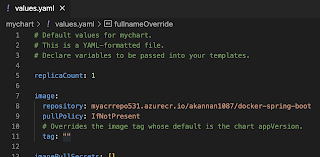 values.yaml
mychart > values.yaml > fullnameOverride
1 # Default values for mychart.
2 # This is a YAML-formatted file.
3 # Declare variables to be passed into your templates.
4
5 replicaCount: 1
6
7 image:
8 repository: myacrrepo531.azurecr.io/akannan1087/docker-spring-boot
9 pullPolicy: IfNotPresent
10 # Overrides the image tag whose default is the chart appVersion.
11 tag: ""
12
13 imagePullSecrets: []